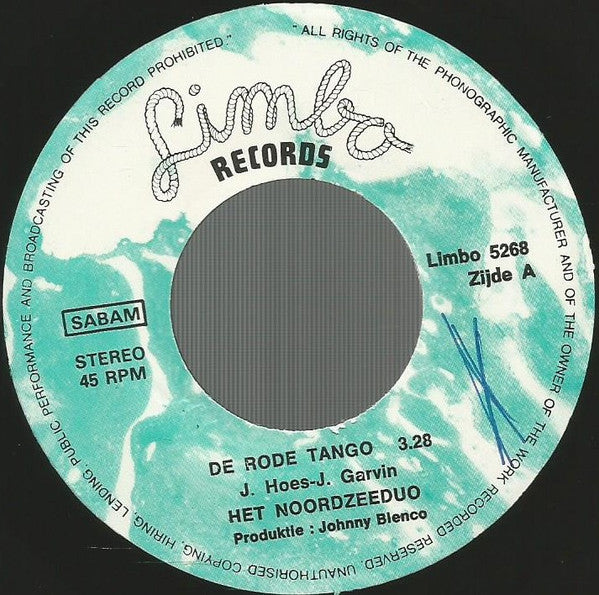 Limbo
RECORDS
Limbo 5268
Zijde A
SABAM
STEREO
45 RPM
DE RODE TANGO 3.28
J. Hoes-J. Garvin
HET NOORDZEEDUO
Produktie : Johnny Blenco
"ALL RIGHTS OF THE PHONOGRAPHIC MANUFACTURER AND OF THE OWNER OF THE WORK RECORDED RESERVED. UNAUTHORISED COPYING, HIRING, LENDING, PUBLIC PERFORMANCE AND BROADCASTING OF THIS RECORD PROHIBITED."